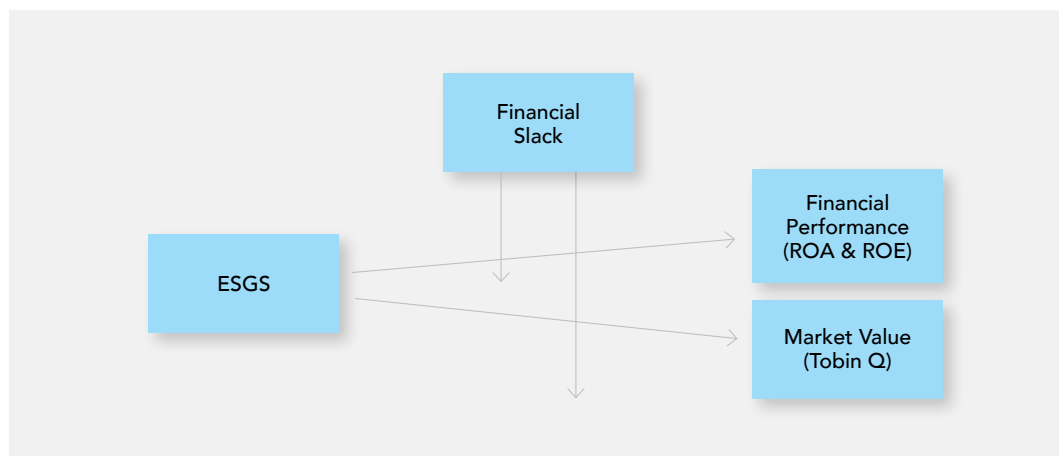 Financial
Slack
ESGS
Financial
Performance
(ROA & ROE)
Market Value
(Tobin Q)